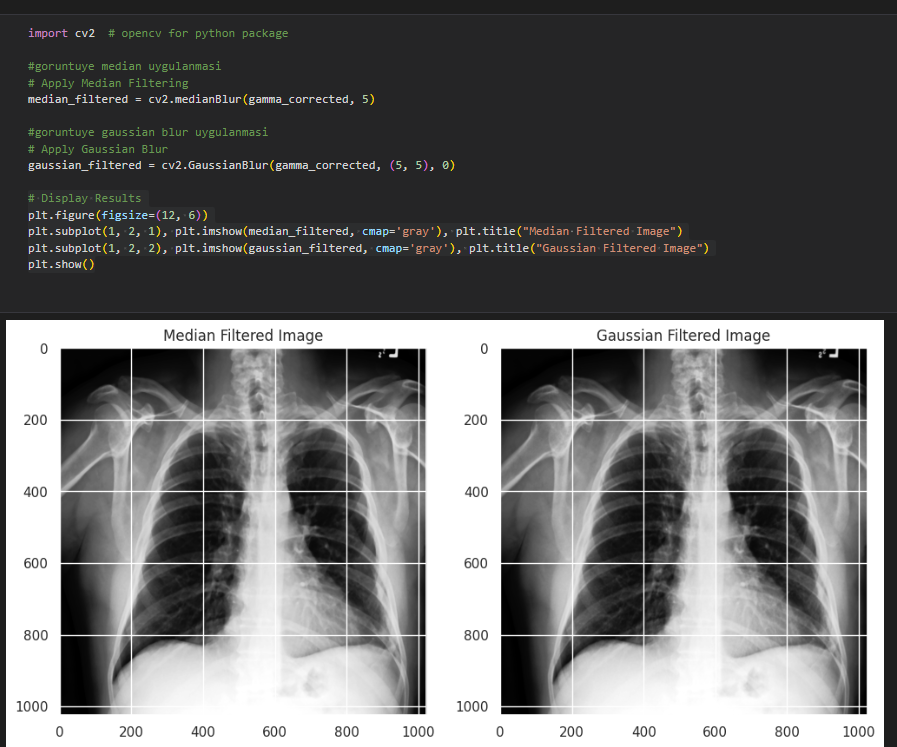 import cv2  # opencv for python package
#goruntuye median uygulanmasi
# Apply Median Filtering
median_filtered = cv2.medianBlur(gamma_corrected, 5)
#goruntuye gaussian blur uygulanmasi
# Apply Gaussian Blur
gaussian_filtered = cv2.GaussianBlur(gamma_corrected, (5, 5), 0)
# Display Results
plt.figure(figsize=(12, 6))
plt.subplot(1, 2, 1), plt.imshow(median_filtered, cmap='gray'), plt.title("Median Filtered Image")
plt.subplot(1, 2, 2), plt.imshow(gaussian_filtered, cmap='gray'), plt.title("Gaussian Filtered Image")
plt.show()
Median Filtered Image
0
200
400
600
800
1000
0 200 400 600 800 1000
Gaussian Filtered Image
0
200
400
600
800
1000
0 200 400 600 800 1000